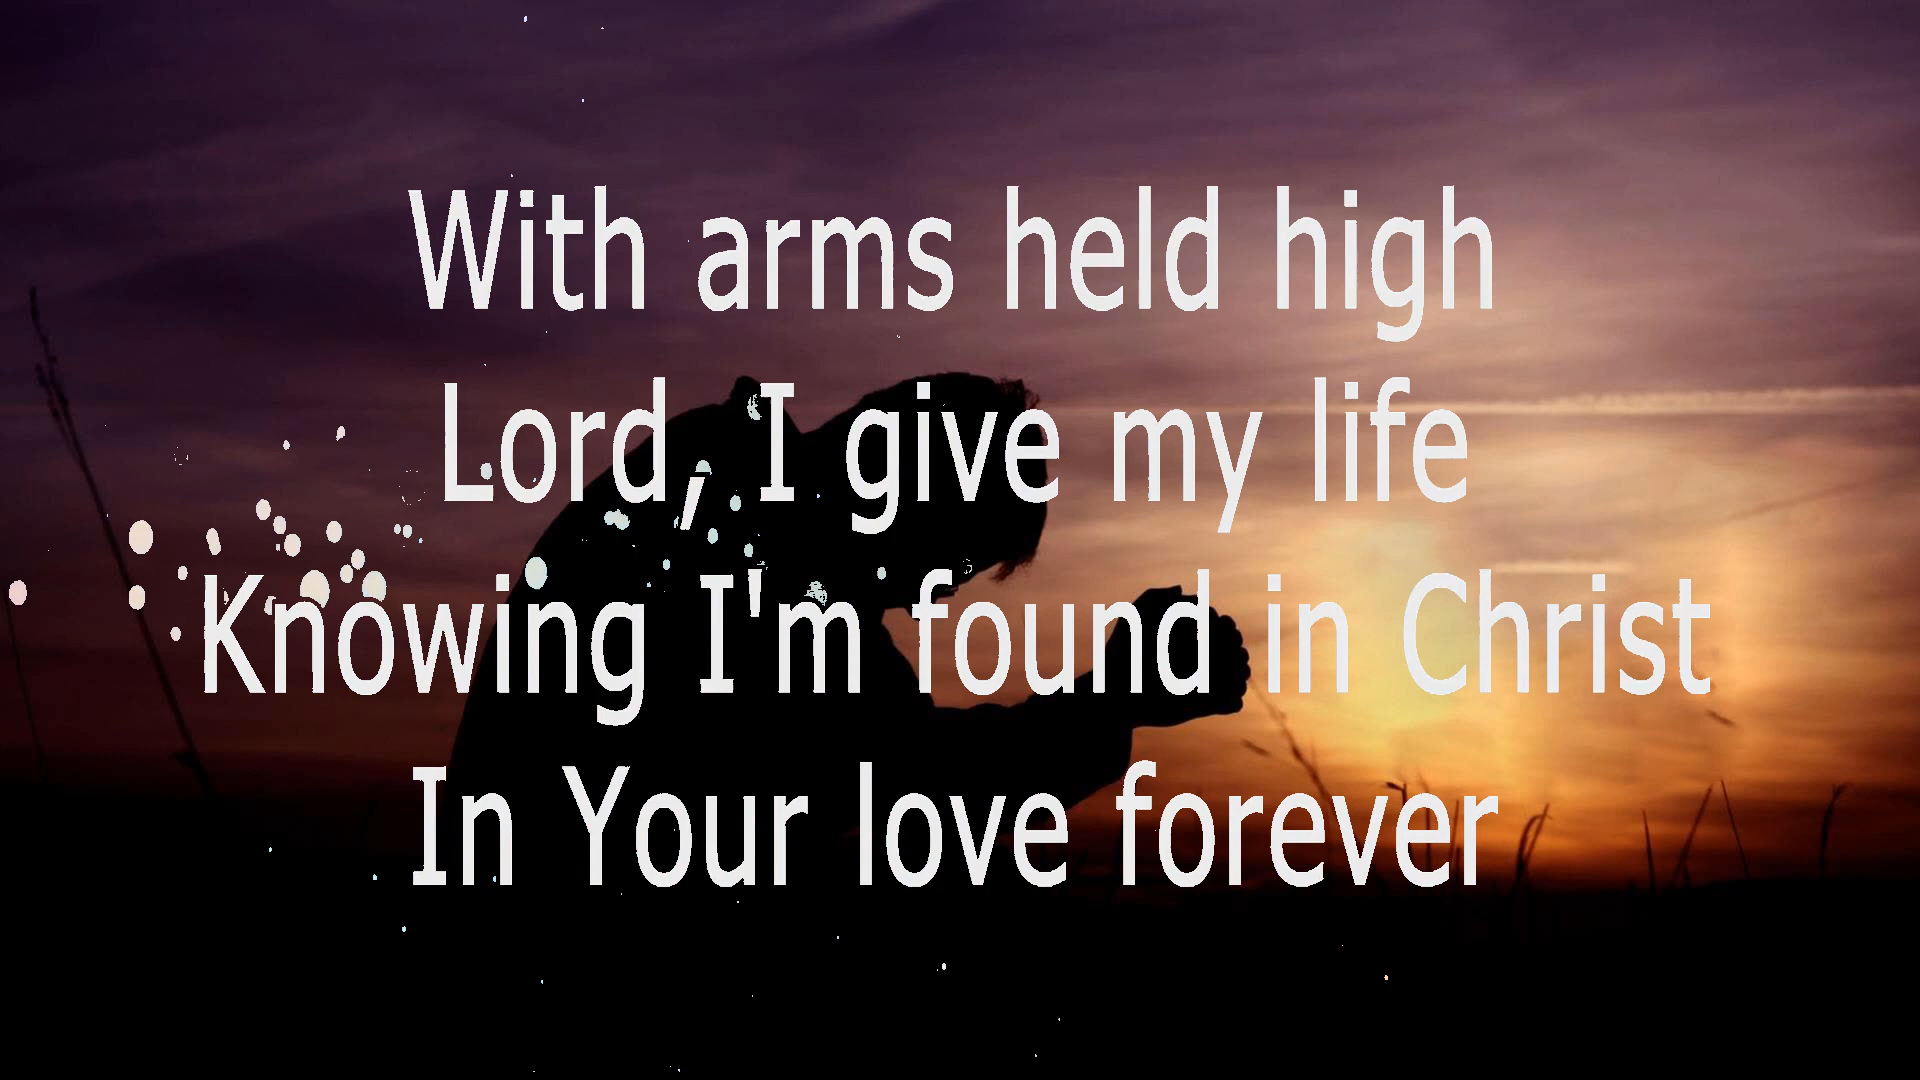 With arms held high
Lord, I give my life
Knowing I'm found in Christ
In Your love forever